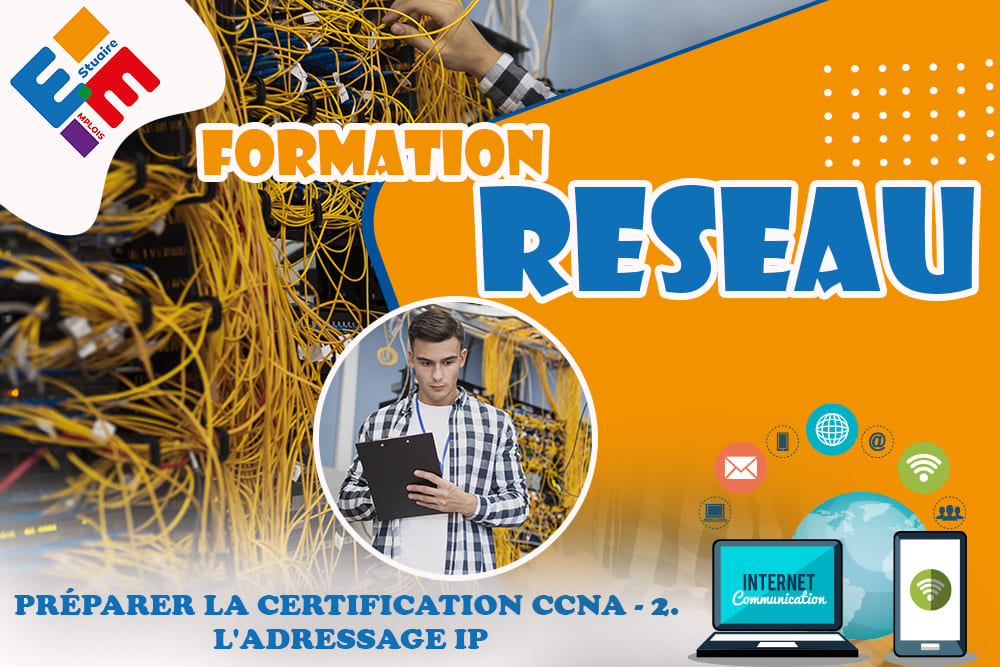 Stuaire
MPLOIS
FORMATION
RESEAU
INTERNET
Communication
PRÉPARER LA CERTIFICATION CCNA - 2.
L'ADRESSAGE IP